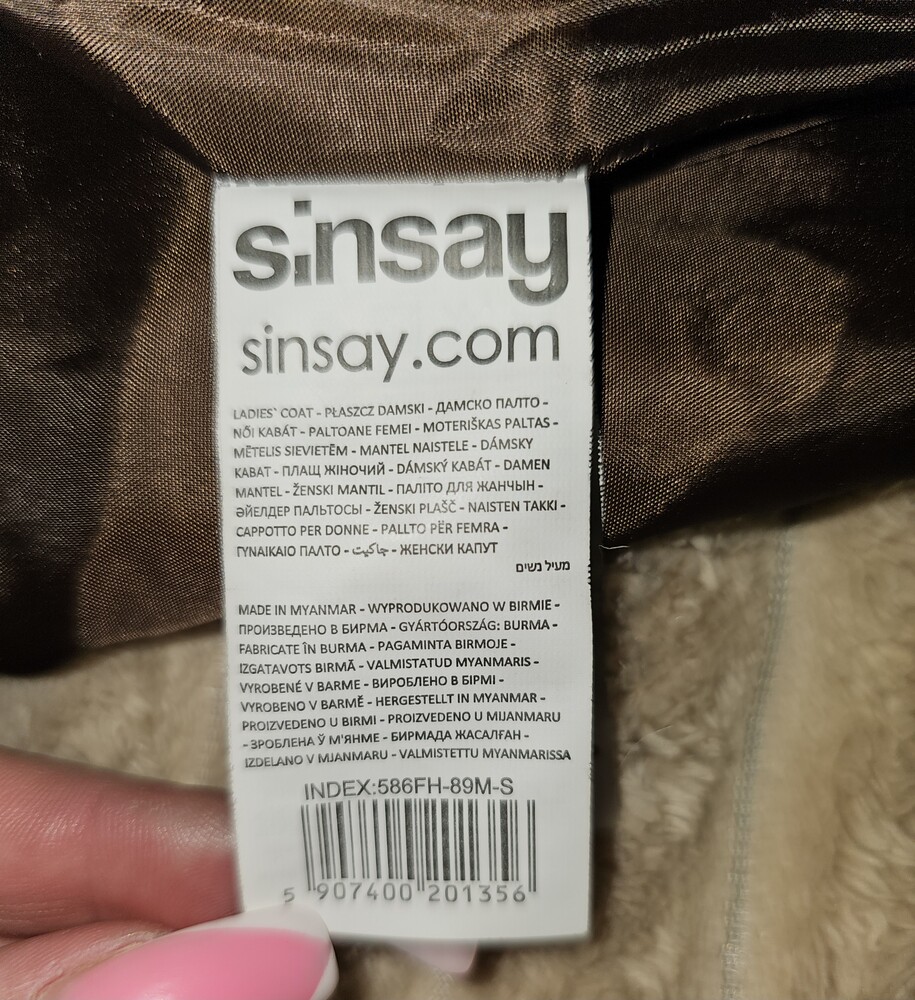 sinsay
sinsay.com
LADIES` COAT - PŁASZCZ DAMSKI - ДАМСКО ПАЛТО -
NŐI KABÁT - PALTOANE FEMEI - MOTERIŠKAS PALTAS -
MĒTELIS SIEVIETĒM - MANTEL NAISTELE - DÁMSKY
KABAT - ПЛАЩ ЖІНОЧИЙ - DÁMSKÝ KABÁT - DAMEN
MANTEL - ŽENSKI MANTIL - ПАЛІТО ДЛЯ ЖАНЧЫН -
ӘЙЕЛДЕР ПАЛЬТОСЫ - ŽENSKI PLAŠČ - NAISTEN TAKKI -
CAPPOTTO PER DONNE - PALLTO PËR FEMRA -
ΓΥΝΑΙΚΑΙΟ ΠΑΛΤΟ - جاكيت - ЖЕНСКИ КАПУТ
מעיל נשים
MADE IN MYANMAR - WYPRODUKOWANO W BIRMIE -
ПРОИЗВЕДЕНО В БИРМА - GYÁRTÓORSZÁG: BURMA -
FABRICATE ÎN BURMA - PAGAMINTA BIRMOJE -
IZGATAVOTS BIRMĀ - VALMISTATUD MYANMARIS -
VYROBENÉ V BARME - ВИРОБЛЕНО В БІРМІ -
VYROBENO V BARMĚ - HERGESTELLT IN MYANMAR -
PROIZVEDENO U BIRMI - PROIZVEDENO U MIJANMARU
- ЗРОБЛЕНА Ў М'ЯНМЕ - БИРМАДА ЖАСАЛҒАН -
IZDELANO V MJANMARU - VALMISTETTU MYANMARISSA
INDEX:586FH-89M-S
5 907400 201356